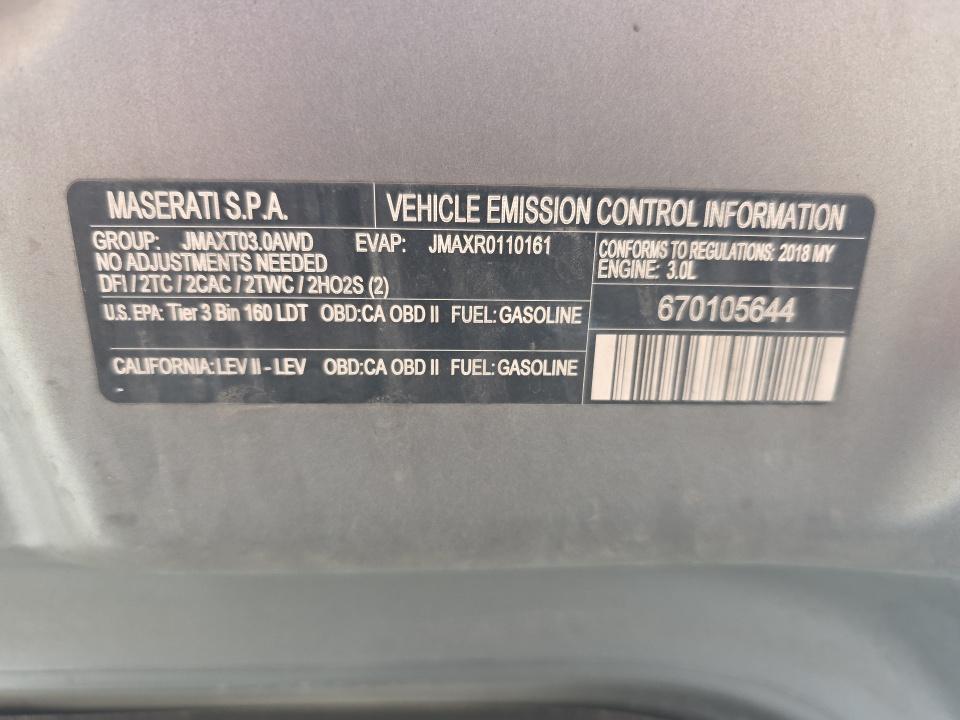 MASERATI S.P.A.
VEHICLE EMISSION CONTROL INFORMATION
GROUP: JMAXT03.0AWD EVAP: JMAXR0110161
NO ADJUSTMENTS NEEDED
DFI / 2TC / 2CAC / 2TWC / 2HO2S (2)
U.S. EPA: Tier 3 Bin 160 LDT OBD:CA OBD II FUEL: GASOLINE
CALIFORNIA: LEV II - LEV OBD:CA OBD II FUEL: GASOLINE
CONFORMS TO REGULATIONS: 2018 MY
ENGINE: 3.0L
670105644